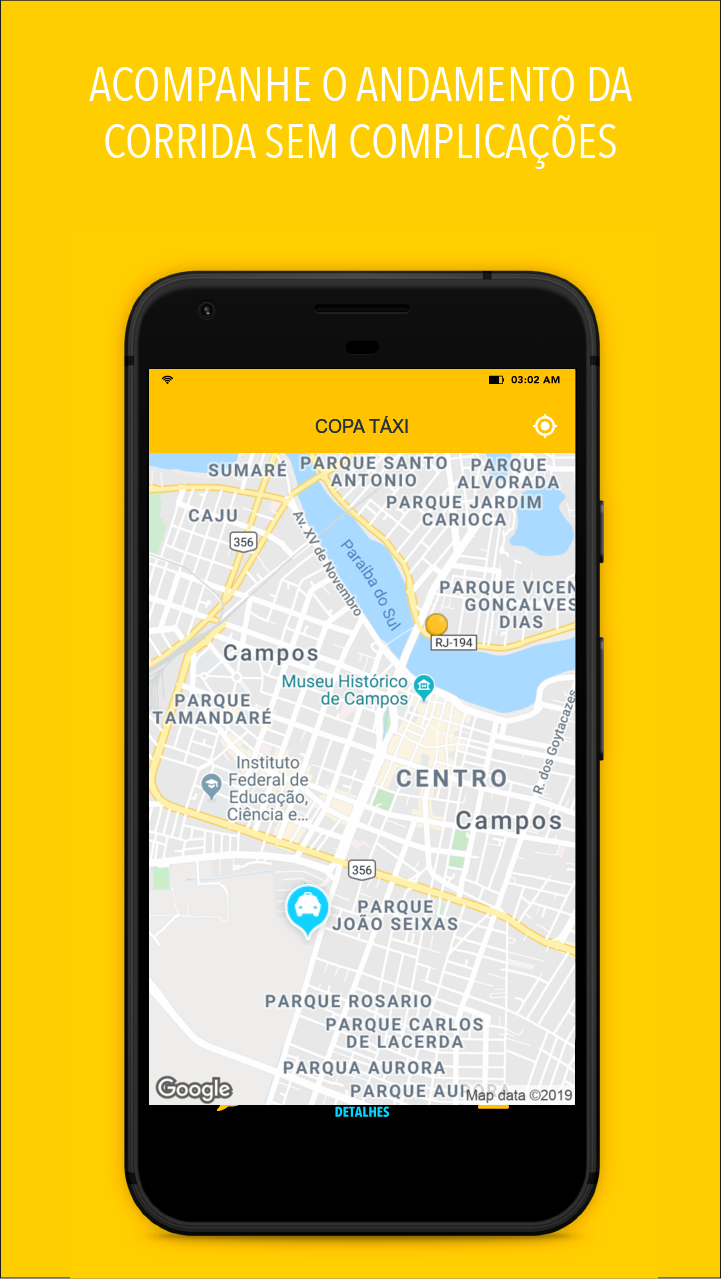 ACOMPANHE O ANDAMENTO DA
CORRIDA SEM COMPLICAÇÕES
03:02 AM
COPA TÁXI
SUMARÉ
PARQUE SANTO
ANTONIO
PARQUE
ALVORADA
CAJU
PARQUE JARDIM
CARIOCA
356
Av. XV de Novembro
Paraíba do Sul
PARQUE VICEN
GONCALVES
DIAS
RJ-194
Campos
Museu Histórico
de Campos
PARQUE
TAMANDARÉ
R. dos Goytacazes
Instituto
Federal de
Educação,
Ciência e...
CENTRO
Campos
356
PARQUE
JOÃO SEIXAS
PARQUE ROSARIO
PARQUE CARLOS
DE LACERDA
PARQUA AURORA
PARQUE AURORA
Google
Map data ©2019
DETALHES